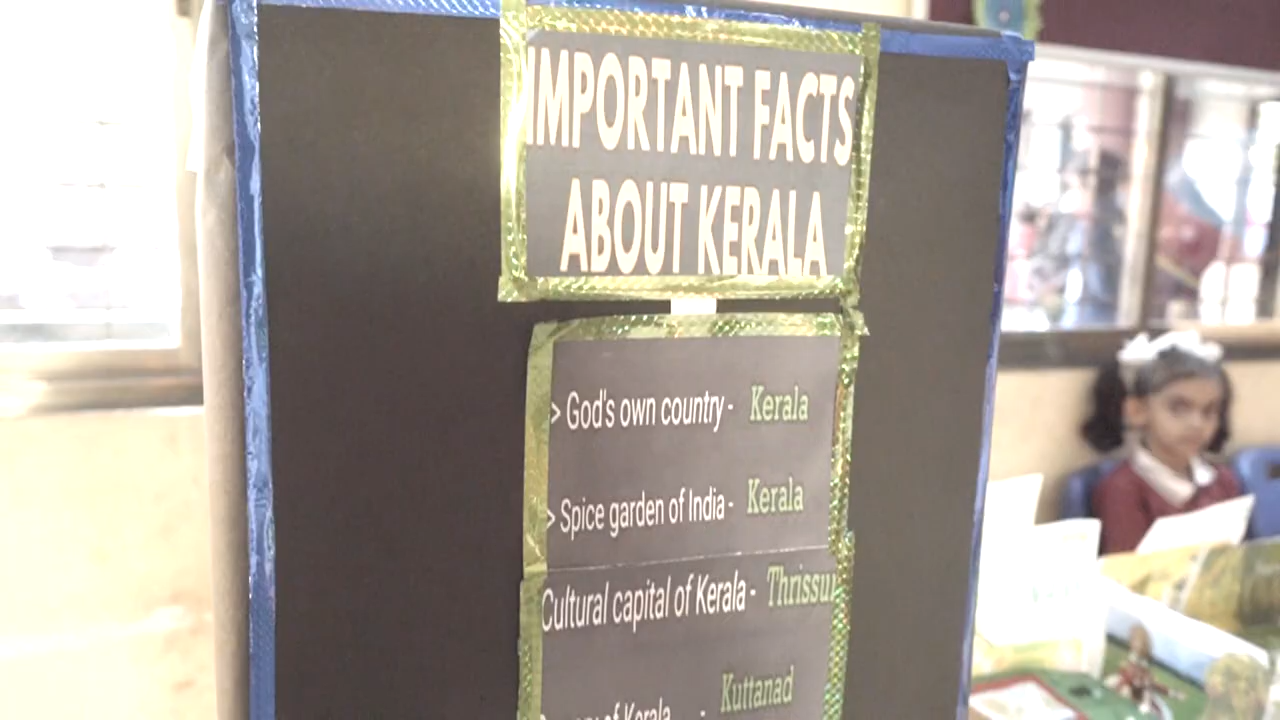 IMPORTANT FACTS
ABOUT KERALA
> God's own country - Kerala
> Spice garden of India - Kerala
Cultural capital of Kerala - Thrissur
of Kerala - Kuttanad